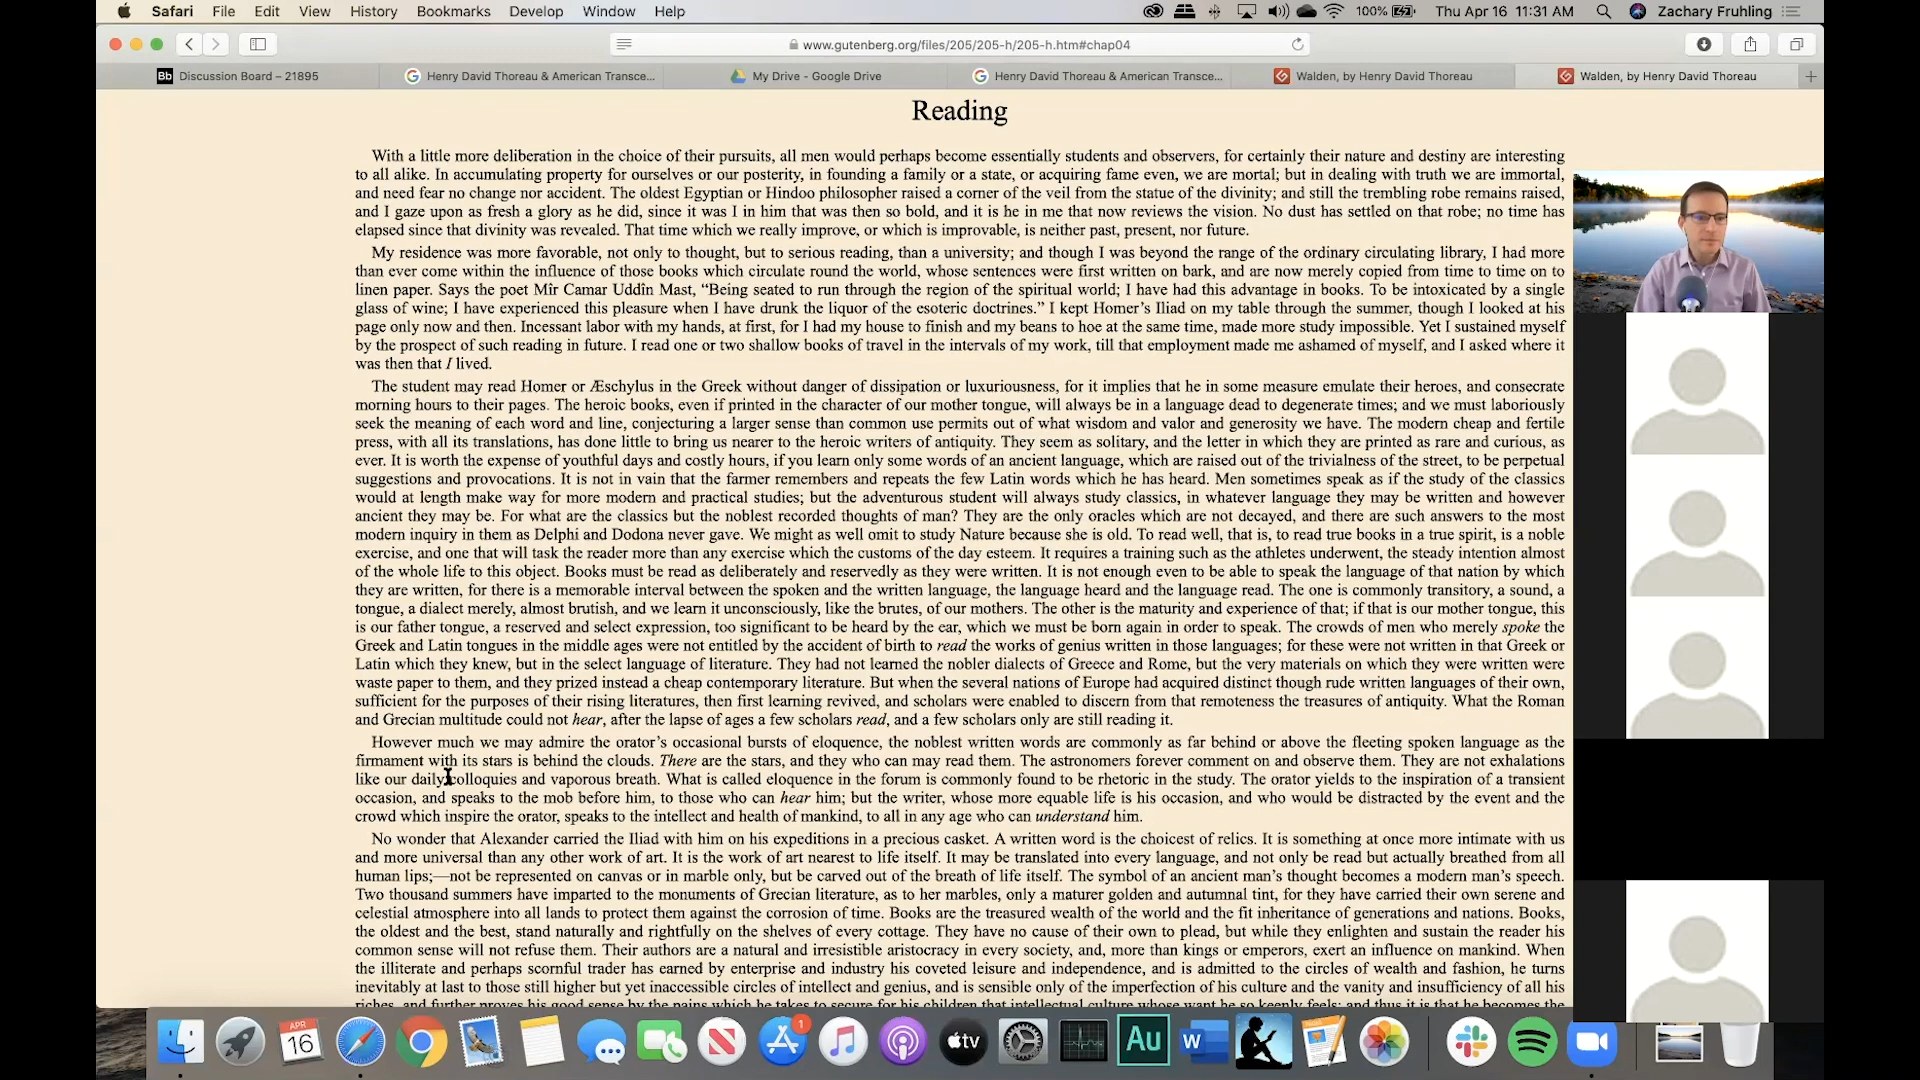 Safari File Edit View History Bookmarks Develop Window Help 100% Thu Apr 16 11:31 AM Zachary Fruhling
www.gutenberg.org/files/205/205-h/205-h.htm#chap04
Bb Discussion Board – 21895 Henry David Thoreau & American Transce... My Drive - Google Drive Henry David Thoreau & American Transce... Walden, by Henry David Thoreau Walden, by Henry David Thoreau
Reading
With a little more deliberation in the choice of their pursuits, all men would perhaps become essentially students and observers, for certainly their nature and destiny are interesting
to all alike. In accumulating property for ourselves or our posterity, in founding a family or a state, or acquiring fame even, we are mortal; but in dealing with truth we are immortal,
and need fear no change nor accident. The oldest Egyptian or Hindoo philosopher raised a corner of the veil from the statue of the divinity; and still the trembling robe remains raised,
and I gaze upon as fresh a glory as he did, since it was I in him that was then so bold, and it is he in me that now reviews the vision. No dust has settled on that robe; no time has
elapsed since that divinity was revealed. That time which we really improve, or which is improvable, is neither past, present, nor future.
My residence was more favorable, not only to thought, but to serious reading, than a university; and though I was beyond the range of the ordinary circulating library, I had more
than ever come within the influence of those books which circulate round the world, whose sentences were first written on bark, and are now merely copied from time to time on to
linen paper. Says the poet Mîr Camar Uddîn Mast, “Being seated to run through the region of the spiritual world; I have had this advantage in books. To be intoxicated by a single
glass of wine; I have experienced this pleasure when I have drunk the liquor of the esoteric doctrines.” I kept Homer’s Iliad on my table through the summer, though I looked at his
page only now and then. Incessant labor with my hands, at first, for I had my house to finish and my beans to hoe at the same time, made more study impossible. Yet I sustained myself
by the prospect of such reading in future. I read one or two shallow books of travel in the intervals of my work, till that employment made me ashamed of myself, and I asked where it
was then that I lived.
The student may read Homer or Æschylus in the Greek without danger of dissipation or luxuriousness, for it implies that he in some measure emulate their heroes, and consecrate
morning hours to their pages. The heroic books, even if printed in the character of our mother tongue, will always be in a language dead to degenerate times; and we must laboriously
seek the meaning of each word and line, conjecturing a larger sense than common use permits out of what wisdom and valor and generosity we have. The modern cheap and fertile
press, with all its translations, has done little to bring us nearer to the heroic writers of antiquity. They seem as solitary, and the letter in which they are printed as rare and curious, as
ever. It is worth the expense of youthful days and costly hours, if you learn only some words of an ancient language, which are raised out of the trivialness of the street, to be perpetual
suggestions and provocations. It is not in vain that the farmer remembers and repeats the few Latin words which he has heard. Men sometimes speak as if the study of the classics
would at length make way for more modern and practical studies; but the adventurous student will always study classics, in whatever language they may be written and however
ancient they may be. For what are the classics but the noblest recorded thoughts of man? They are the only oracles which are not decayed, and there are such answers to the most
modern inquiry in them as Delphi and Dodona never gave. We might as well omit to study Nature because she is old. To read well, that is, to read true books in a true spirit, is a noble
exercise, and one that will task the reader more than any exercise which the customs of the day esteem. It requires a training such as the athletes underwent, the steady intention almost
of the whole life to this object. Books must be read as deliberately and reservedly as they were written. It is not enough even to be able to speak the language of that nation by which
they are written, for there is a memorable interval between the spoken and the written language, the language heard and the language read. The one is commonly transitory, a sound, a
tongue, a dialect merely, almost brutish, and we learn it unconsciously, like the brutes, of our mothers. The other is the maturity and experience of that; if that is our mother tongue, this
is our father tongue, a reserved and select expression, too significant to be heard by the ear, which we must be born again in order to speak. The crowds of men who merely spoke the
Greek and Latin tongues in the middle ages were not entitled by the accident of birth to read the works of genius written in those languages; for these were not written in that Greek or
Latin which they knew, but in the select language of literature. They had not learned the nobler dialects of Greece and Rome, but the very materials on which they were written were
waste paper to them, and they prized instead a cheap contemporary literature. But when the several nations of Europe had acquired distinct though rude written languages of their own,
sufficient for the purposes of their rising literatures, then first learning revived, and scholars were enabled to discern from that remoteness the treasures of antiquity. What the Roman
and Grecian multitude could not hear, after the lapse of ages a few scholars read, and a few scholars only are still reading it.
However much we may admire the orator’s occasional bursts of eloquence, the noblest written words are commonly as far behind or above the fleeting spoken language as the
firmament with its stars is behind the clouds. There are the stars, and they who can may read them. The astronomers forever comment on and observe them. They are not exhalations
like our daily colloquies and vaporous breath. What is called eloquence in the forum is commonly found to be rhetoric in the study. The orator yields to the inspiration of a transient
occasion, and speaks to the mob before him, to those who can hear him; but the writer, whose more equable life is his occasion, and who would be distracted by the event and the
crowd which inspire the orator, speaks to the intellect and health of mankind, to all in any age who can understand him.
No wonder that Alexander carried the Iliad with him on his expeditions in a precious casket. A written word is the choicest of relics. It is something at once more intimate with us
and more universal than any other work of art. It is the work of art nearest to life itself. It may be translated into every language, and not only be read but actually breathed from all
human lips;—not be represented on canvas or in marble only, but be carved out of the breath of life itself. The symbol of an ancient man’s thought becomes a modern man’s speech.
Two thousand summers have imparted to the monuments of Grecian literature, as to her marbles, only a maturer golden and autumnal tint, for they have carried their own serene and
celestial atmosphere into all lands to protect them against the corrosion of time. Books are the treasured wealth of the world and the fit inheritance of generations and nations. Books,
the oldest and the best, stand naturally and rightfully on the shelves of every cottage. They have no cause of their own to plead, but while they enlighten and sustain the reader his
common sense will not refuse them. Their authors are a natural and irresistible aristocracy in every society, and, more than kings or emperors, exert an influence on mankind. When
the illiterate and perhaps scornful trader has earned by enterprise and industry his coveted leisure and independence, and is admitted to the circles of wealth and fashion, he turns
inevitably at last to those still higher but yet inaccessible circles of intellect and genius, and is sensible only of the imperfection of his culture and the vanity and insufficiency of all his
riches, and further proves his good sense by the pains which he takes to secure for his children that intellectual culture whose want he so keenly feels; and thus it is that he becomes the
APR 16 1 tv Au W